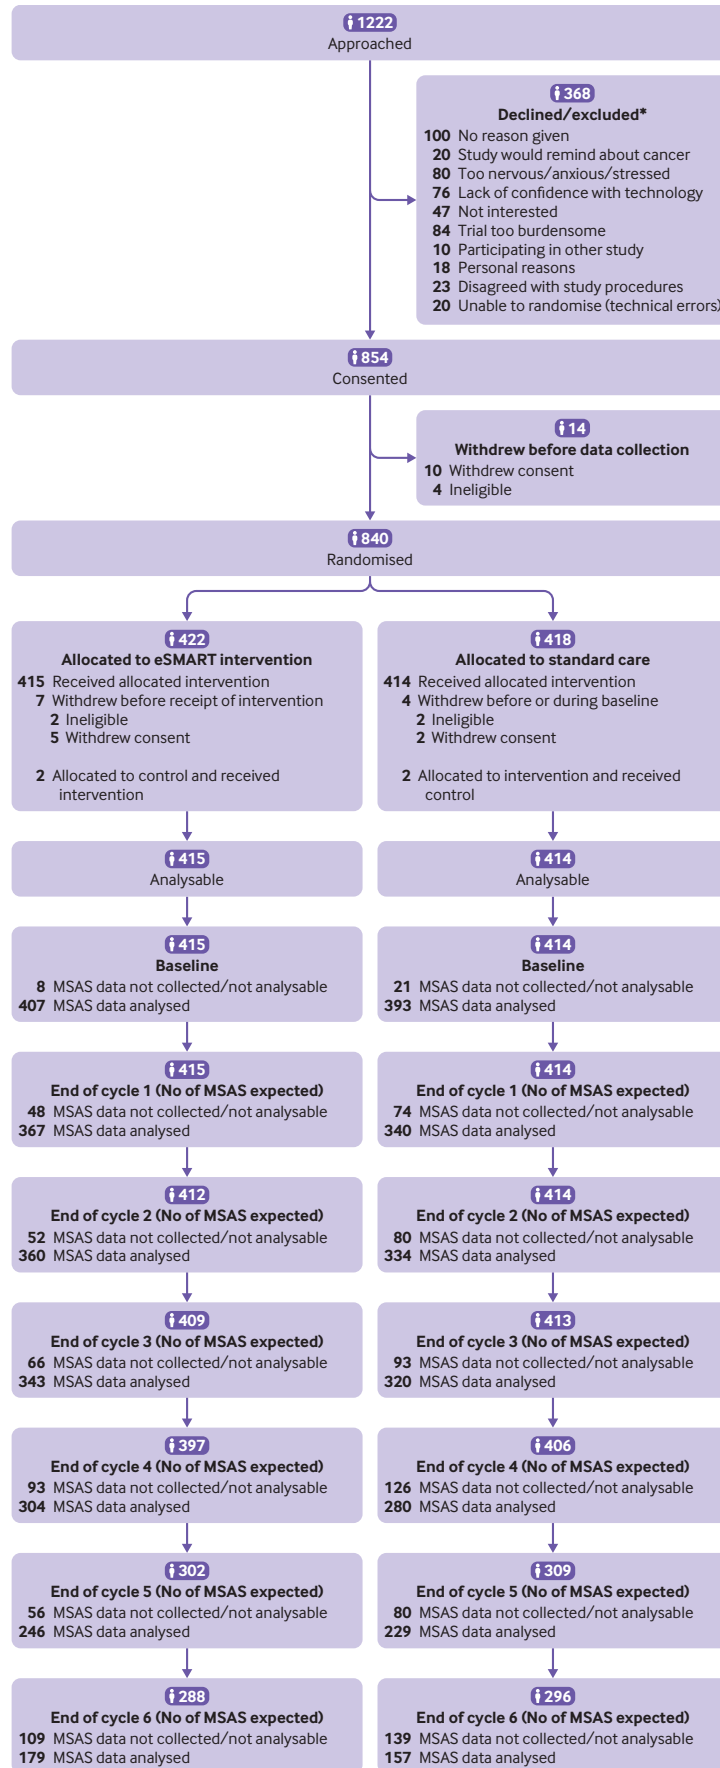 1222
Approached
368
Declined/excluded*
100 No reason given
20 Study would remind about cancer
80 Too nervous/anxious/stressed
76 Lack of confidence with technology
47 Not interested
84 Trial too burdensome
10 Participating in other study
18 Personal reasons
23 Disagreed with study procedures
20 Unable to randomise (technical errors)
854
Consented
14
Withdrew before data collection
10 Withdrew consent
4 Ineligible
840
Randomised
422
Allocated to eSMART intervention
415 Received allocated intervention
7 Withdrew before receipt of intervention
2 Ineligible
5 Withdrew consent
2 Allocated to control and received
intervention
418
Allocated to standard care
414 Received allocated intervention
4 Withdrew before or during baseline
2 Ineligible
2 Withdrew consent
2 Allocated to intervention and received
control
415
Analysable
414
Analysable
415
Baseline
8 MSAS data not collected/not analysable
407 MSAS data analysed
414
Baseline
21 MSAS data not collected/not analysable
393 MSAS data analysed
415
End of cycle 1 (No of MSAS expected)
48 MSAS data not collected/not analysable
367 MSAS data analysed
414
End of cycle 1 (No of MSAS expected)
74 MSAS data not collected/not analysable
340 MSAS data analysed
412
End of cycle 2 (No of MSAS expected)
52 MSAS data not collected/not analysable
360 MSAS data analysed
414
End of cycle 2 (No of MSAS expected)
80 MSAS data not collected/not analysable
334 MSAS data analysed
409
End of cycle 3 (No of MSAS expected)
66 MSAS data not collected/not analysable
343 MSAS data analysed
413
End of cycle 3 (No of MSAS expected)
93 MSAS data not collected/not analysable
320 MSAS data analysed
397
End of cycle 4 (No of MSAS expected)
93 MSAS data not collected/not analysable
304 MSAS data analysed
406
End of cycle 4 (No of MSAS expected)
126 MSAS data not collected/not analysable
280 MSAS data analysed
302
End of cycle 5 (No of MSAS expected)
56 MSAS data not collected/not analysable
246 MSAS data analysed
309
End of cycle 5 (No of MSAS expected)
80 MSAS data not collected/not analysable
229 MSAS data analysed
288
End of cycle 6 (No of MSAS expected)
109 MSAS data not collected/not analysable
179 MSAS data analysed
296
End of cycle 6 (No of MSAS expected)
139 MSAS data not collected/not analysable
157 MSAS data analysed